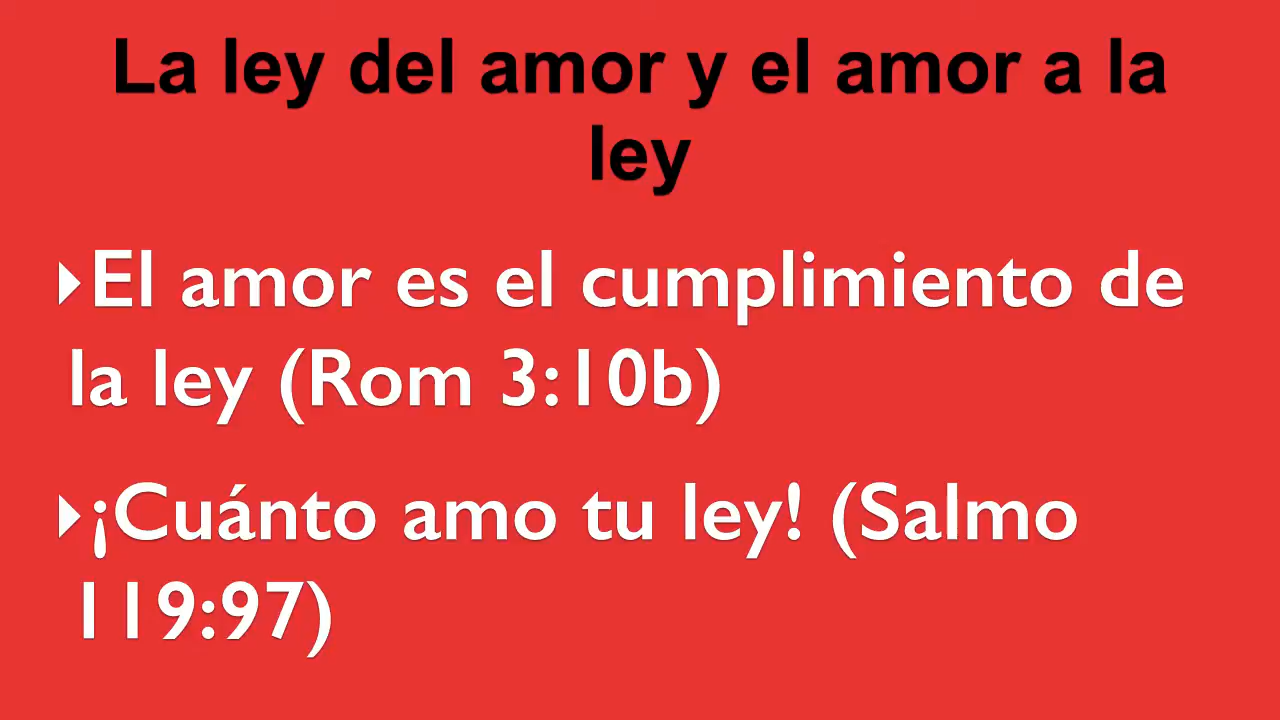 La ley del amor y el amor a la
ley
El amor es el cumplimiento de
la ley (Rom 3:10b)
¡Cuánto amo tu ley! (Salmo
119:97)